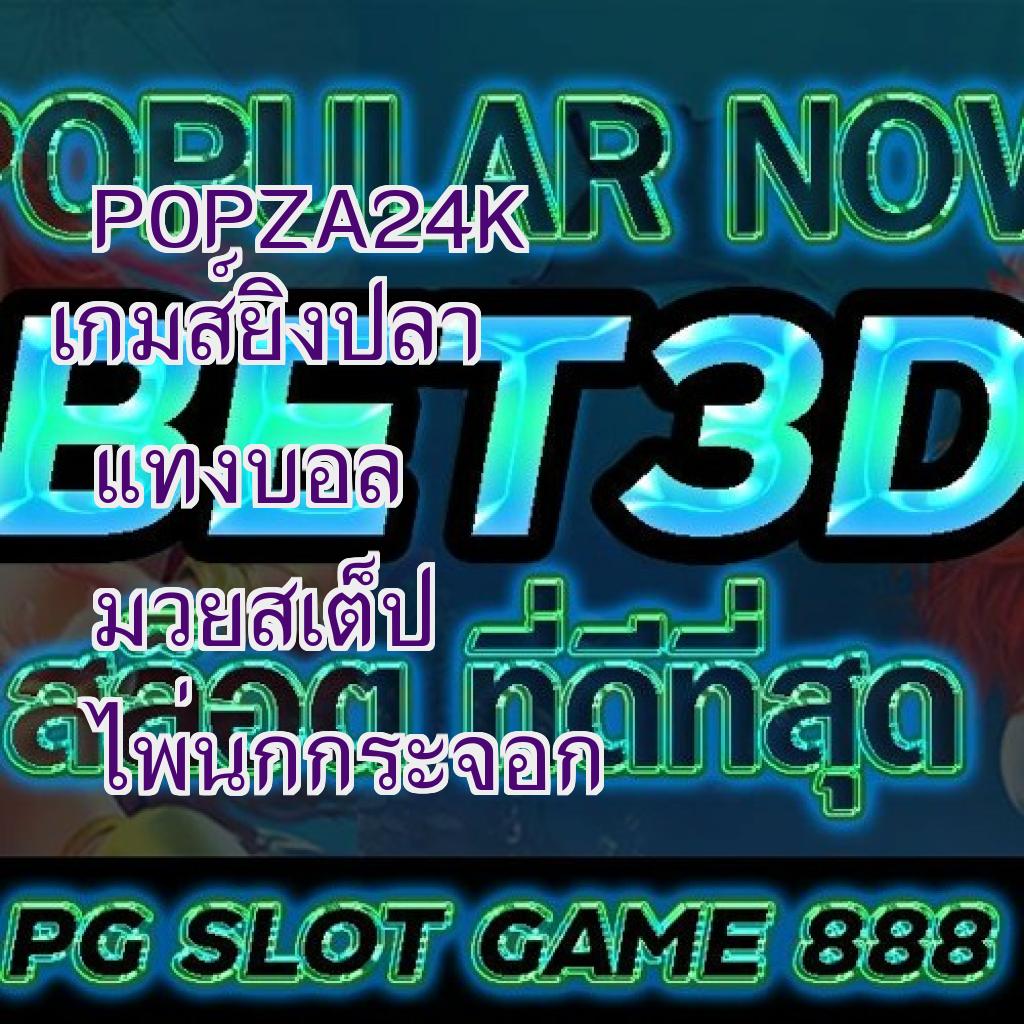 POPULAR NOW
POPZA24K
เกมส์ยิงปลา
BET3D
แทงบอล
มวยสเต็ป
สล็อต ที่ดีที่สุด
ไพ่นกกระจอก
PG SLOT GAME 888